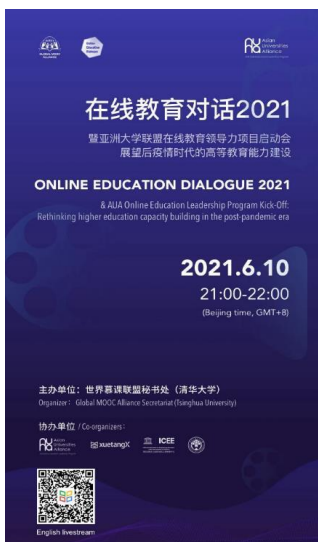 Asian
Universities
Alliance
在线教育对话2021
暨亚洲大学联盟在线教育领导力项目启动会
展望后疫情时代的高等教育能力建设
ONLINE EDUCATION DIALOGUE 2021
& AUA Online Education Leadership Program Kick-Off:
Rethinking higher education capacity building in the post-pandemic era
2021.6.10
21:00-22:00
(Beijing time, GMT+8)
主办单位：世界慕课联盟秘书处（清华大学）
Organizer： Global MOOC Alliance Secretariat (Tsinghua University)
协办单位 / Co-organizers：
Asian
Universities
Alliance
xuetangX
ICEE
English livestream